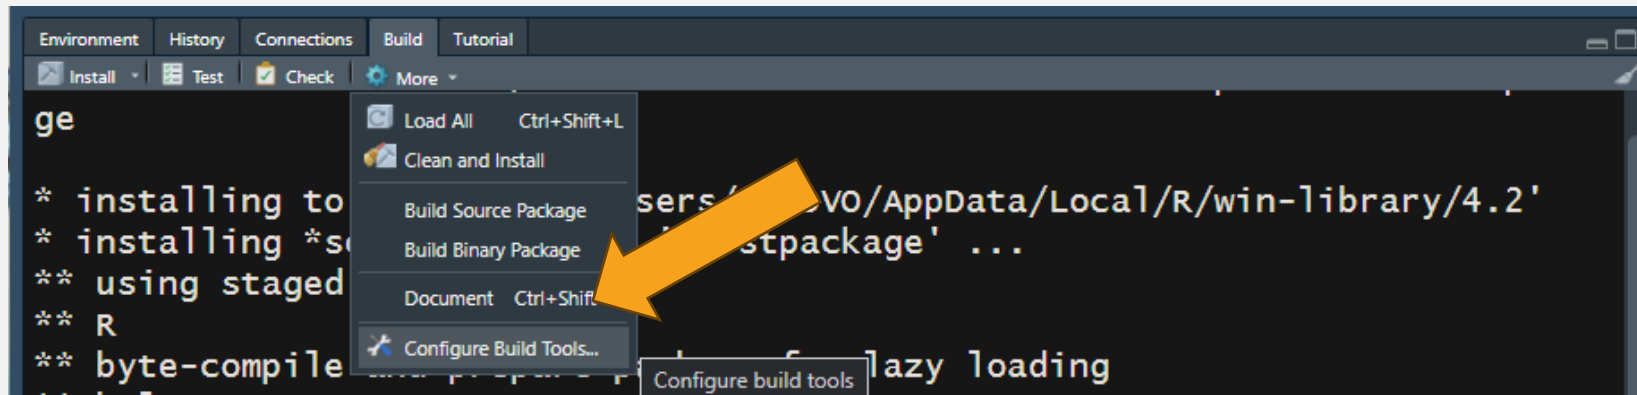 Environment History Connections Build Tutorial
Install Test Check More
ge
Load All Ctrl+Shift+L
Clean and Install
* installing to sers/ VO/AppData/Local/R/win-library/4.2'
Build Source Package
* installing *s stpackage' ...
Build Binary Package
** using staged
Document Ctrl+Shift
** R
Configure Build Tools...
** byte-compile lazy loading
Configure build tools